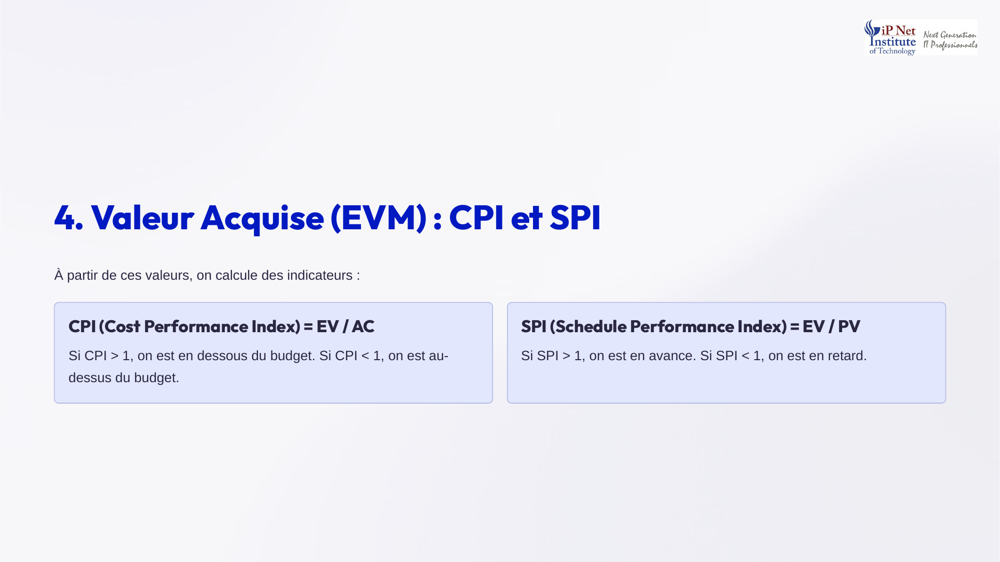 iP Net
Institute
of Technology
Next Generation
IT Professionnels
4. Valeur Acquise (EVM) : CPI et SPI
À partir de ces valeurs, on calcule des indicateurs :
CPI (Cost Performance Index) = EV / AC
Si CPI > 1, on est en dessous du budget. Si CPI < 1, on est au-
dessus du budget.
SPI (Schedule Performance Index) = EV / PV
Si SPI > 1, on est en avance. Si SPI < 1, on est en retard.